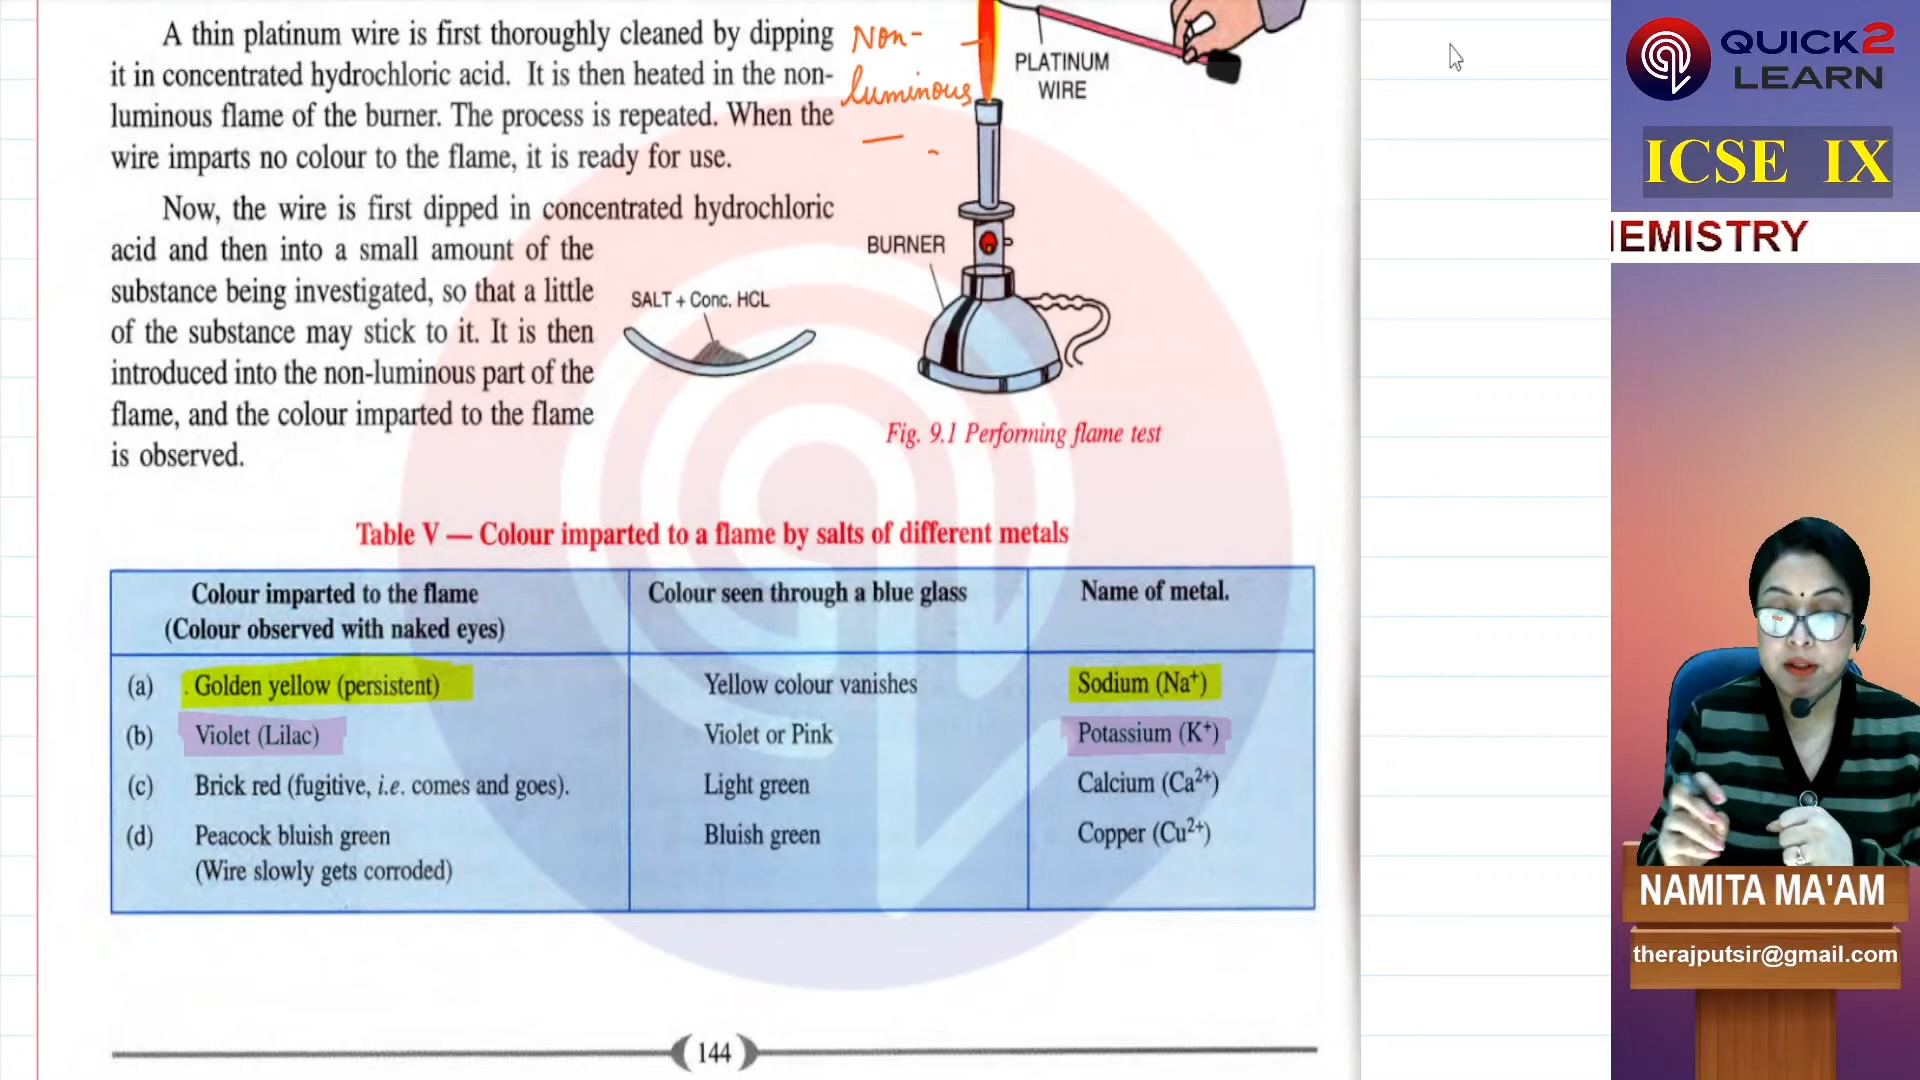 A thin platinum wire is first thoroughly cleaned by dipping
it in concentrated hydrochloric acid. It is then heated in the non-
luminous flame of the burner. The process is repeated. When the
wire imparts no colour to the flame, it is ready for use.
Now, the wire is first dipped in concentrated hydrochloric
acid and then into a small amount of the
substance being investigated, so that a little
of the substance may stick to it. It is then
introduced into the non-luminous part of the
flame, and the colour imparted to the flame
is observed.
Non-
luminous
PLATINUM
WIRE
BURNER
SALT + Conc. HCL
Fig. 9.1 Performing flame test
Table V — Colour imparted to a flame by salts of different metals
Colour imparted to the flame
(Colour observed with naked eyes)
Colour seen through a blue glass
Name of metal.
(a) Golden yellow (persistent) Yellow colour vanishes Sodium (Na⁺)
(b) Violet (Lilac) Violet or Pink Potassium (K⁺)
(c) Brick red (fugitive, i.e. comes and goes). Light green Calcium (Ca²⁺)
(d) Peacock bluish green Bluish green Copper (Cu²⁺)
(Wire slowly gets corroded)
144
QUICK2
LEARN
ICSE IX
HEMISTRY
NAMITA MA'AM
therajputsir@gmail.com